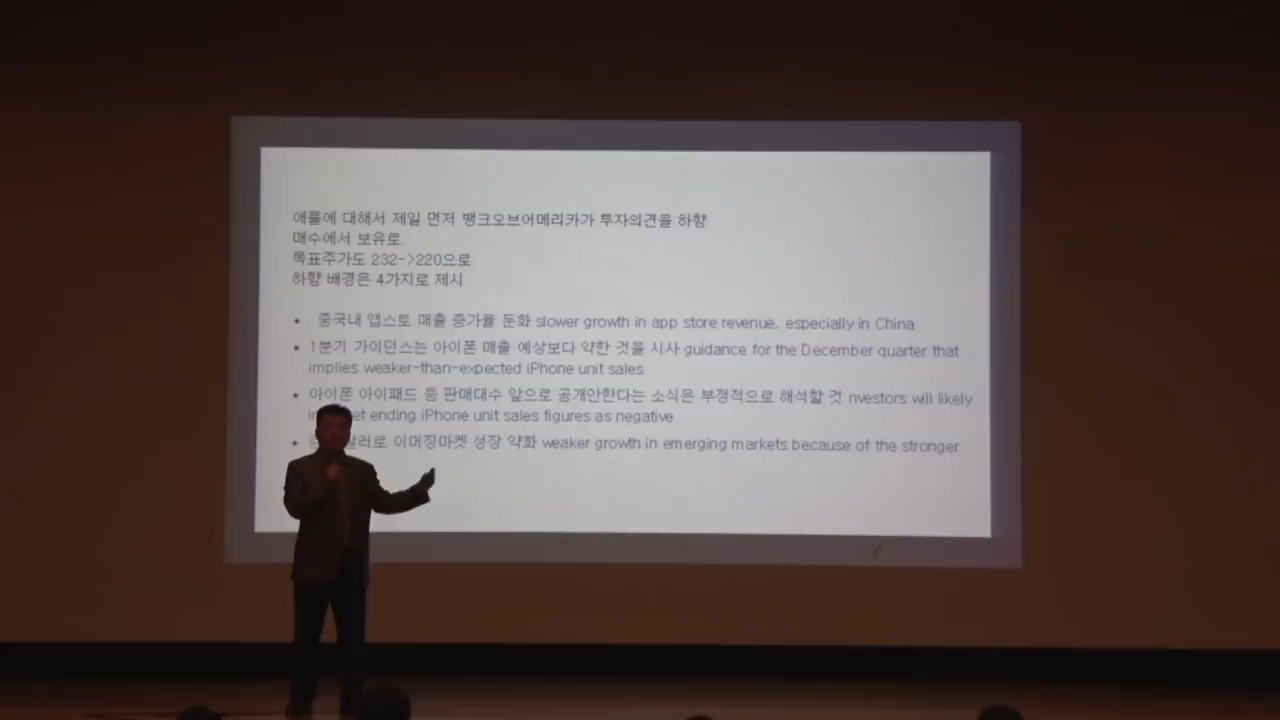 애플에 대해서 제일 먼저 뱅크오브어메리카가 투자의견을 하향
매수에서 보유로
목표주가도 232->220으로
하향 배경은 4가지로 제시
• 중국내 앱스토 매출 증가율 둔화 slower growth in app store revenue, especially in China
• 1분기 가이던스는 아이폰 매출 예상보다 약한 것을 시사 guidance for the December quarter that
implies weaker-than-expected iPhone unit sales
• 아이폰 아이패드 등 판매대수 앞으로 공개안한다는 소식은 부정적으로 해석할 것 nvestors will likely
ending iPhone unit sales figures as negative
• 이머징마켓 성장 약화 weaker growth in emerging markets because of the stronger